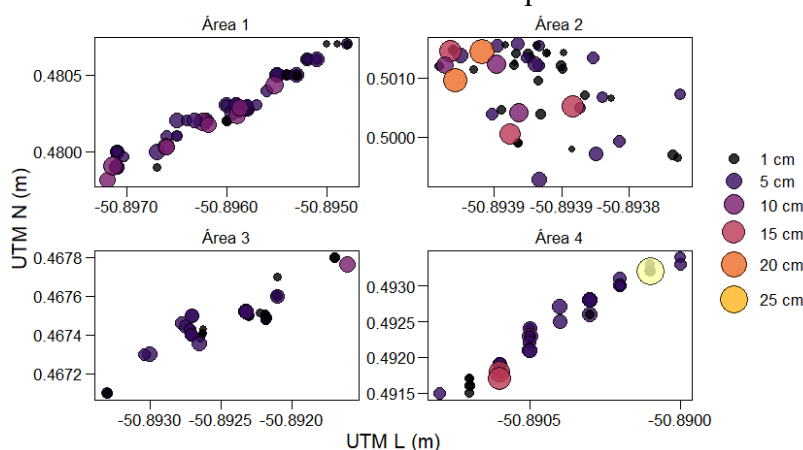 Área 1
Área 2
0.4805
0.4800
-50.8970
-50.8960
-50.8950
0.5010
0.5000
-50.8939
-50.8939
-50.8938
Área 3
Área 4
0.4678
0.4676
0.4674
0.4672
-50.8930
-50.8925
-50.8920
0.4930
0.4925
0.4920
0.4915
-50.8905
-50.8900
UTM N (m)
UTM L (m)
1 cm
5 cm
10 cm
15 cm
20 cm
25 cm